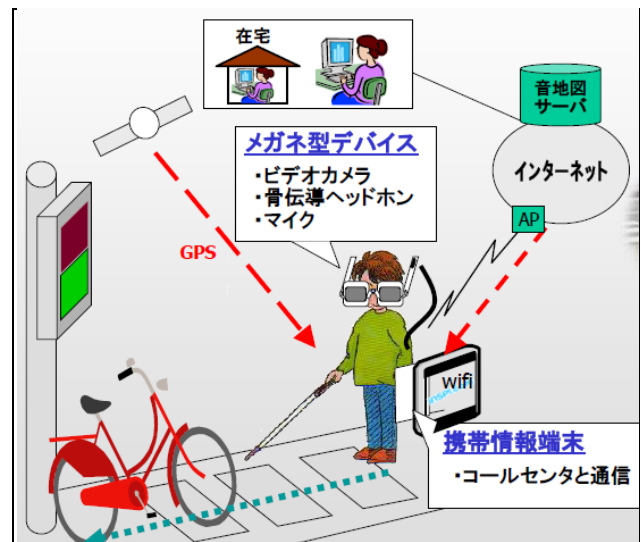 在宅
音地図
サーバ
メガネ型デバイス
・ビデオカメラ
・骨伝導ヘッドホン
・マイク
インターネット
AP
GPS
wifi
携帯情報端末
・コールセンタと通信